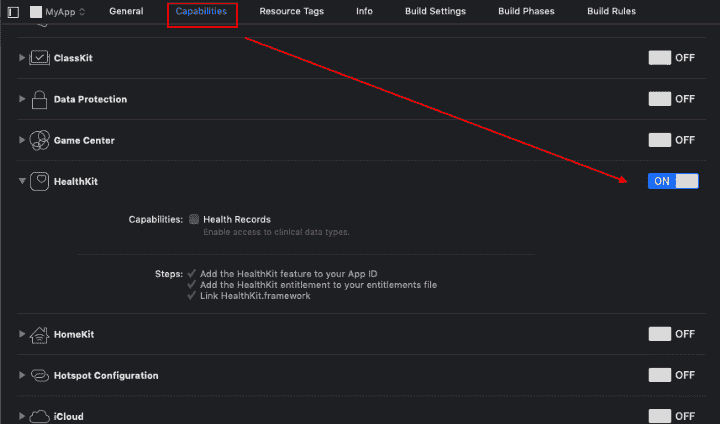 MyApp General Capabilities Resource Tags Info Build Settings Build Phases Build Rules
ClassKit OFF
Data Protection OFF
Game Center OFF
HealthKit ON
Capabilities: Health Records
Enable access to clinical data types.
Steps: Add the HealthKit feature to your App ID
Add the HealthKit entitlement to your entitlements file
Link HealthKit.framework
HomeKit OFF
Hotspot Configuration OFF
iCloud OFF